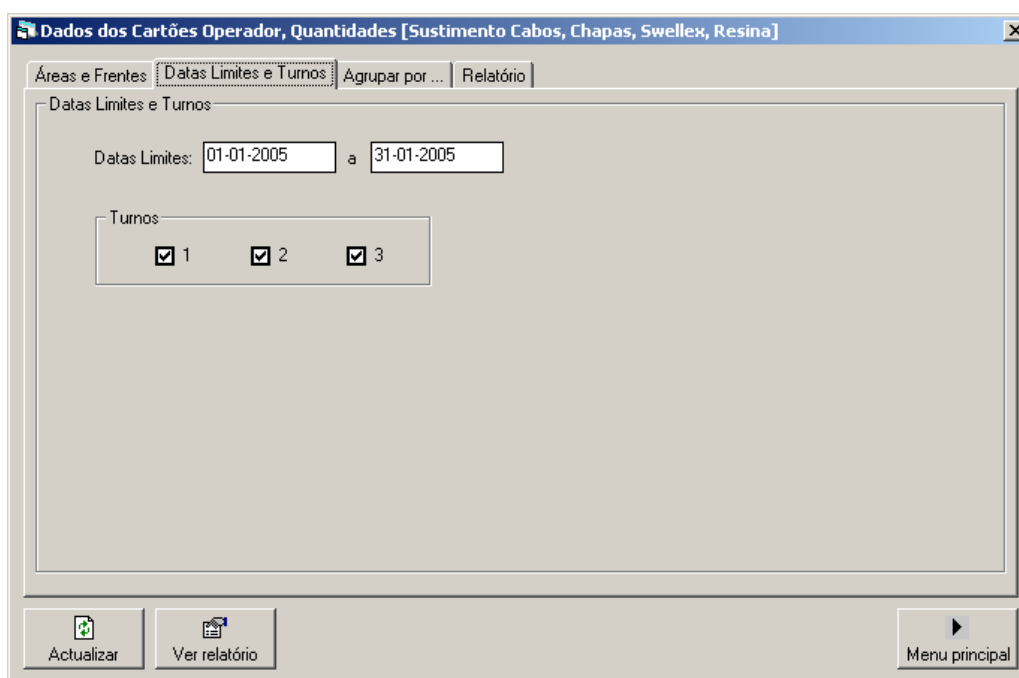 Dados dos Cartões Operador, Quantidades [Sustimento Cabos, Chapas, Swellex, Resina]
Áreas e Frentes Datas Limites e Turnos Agrupar por ... Relatório
Datas Limites e Turnos
Datas Limites: 01-01-2005 a 31-01-2005
Turnos
1 2 3
Actualizar Ver relatório Menu principal